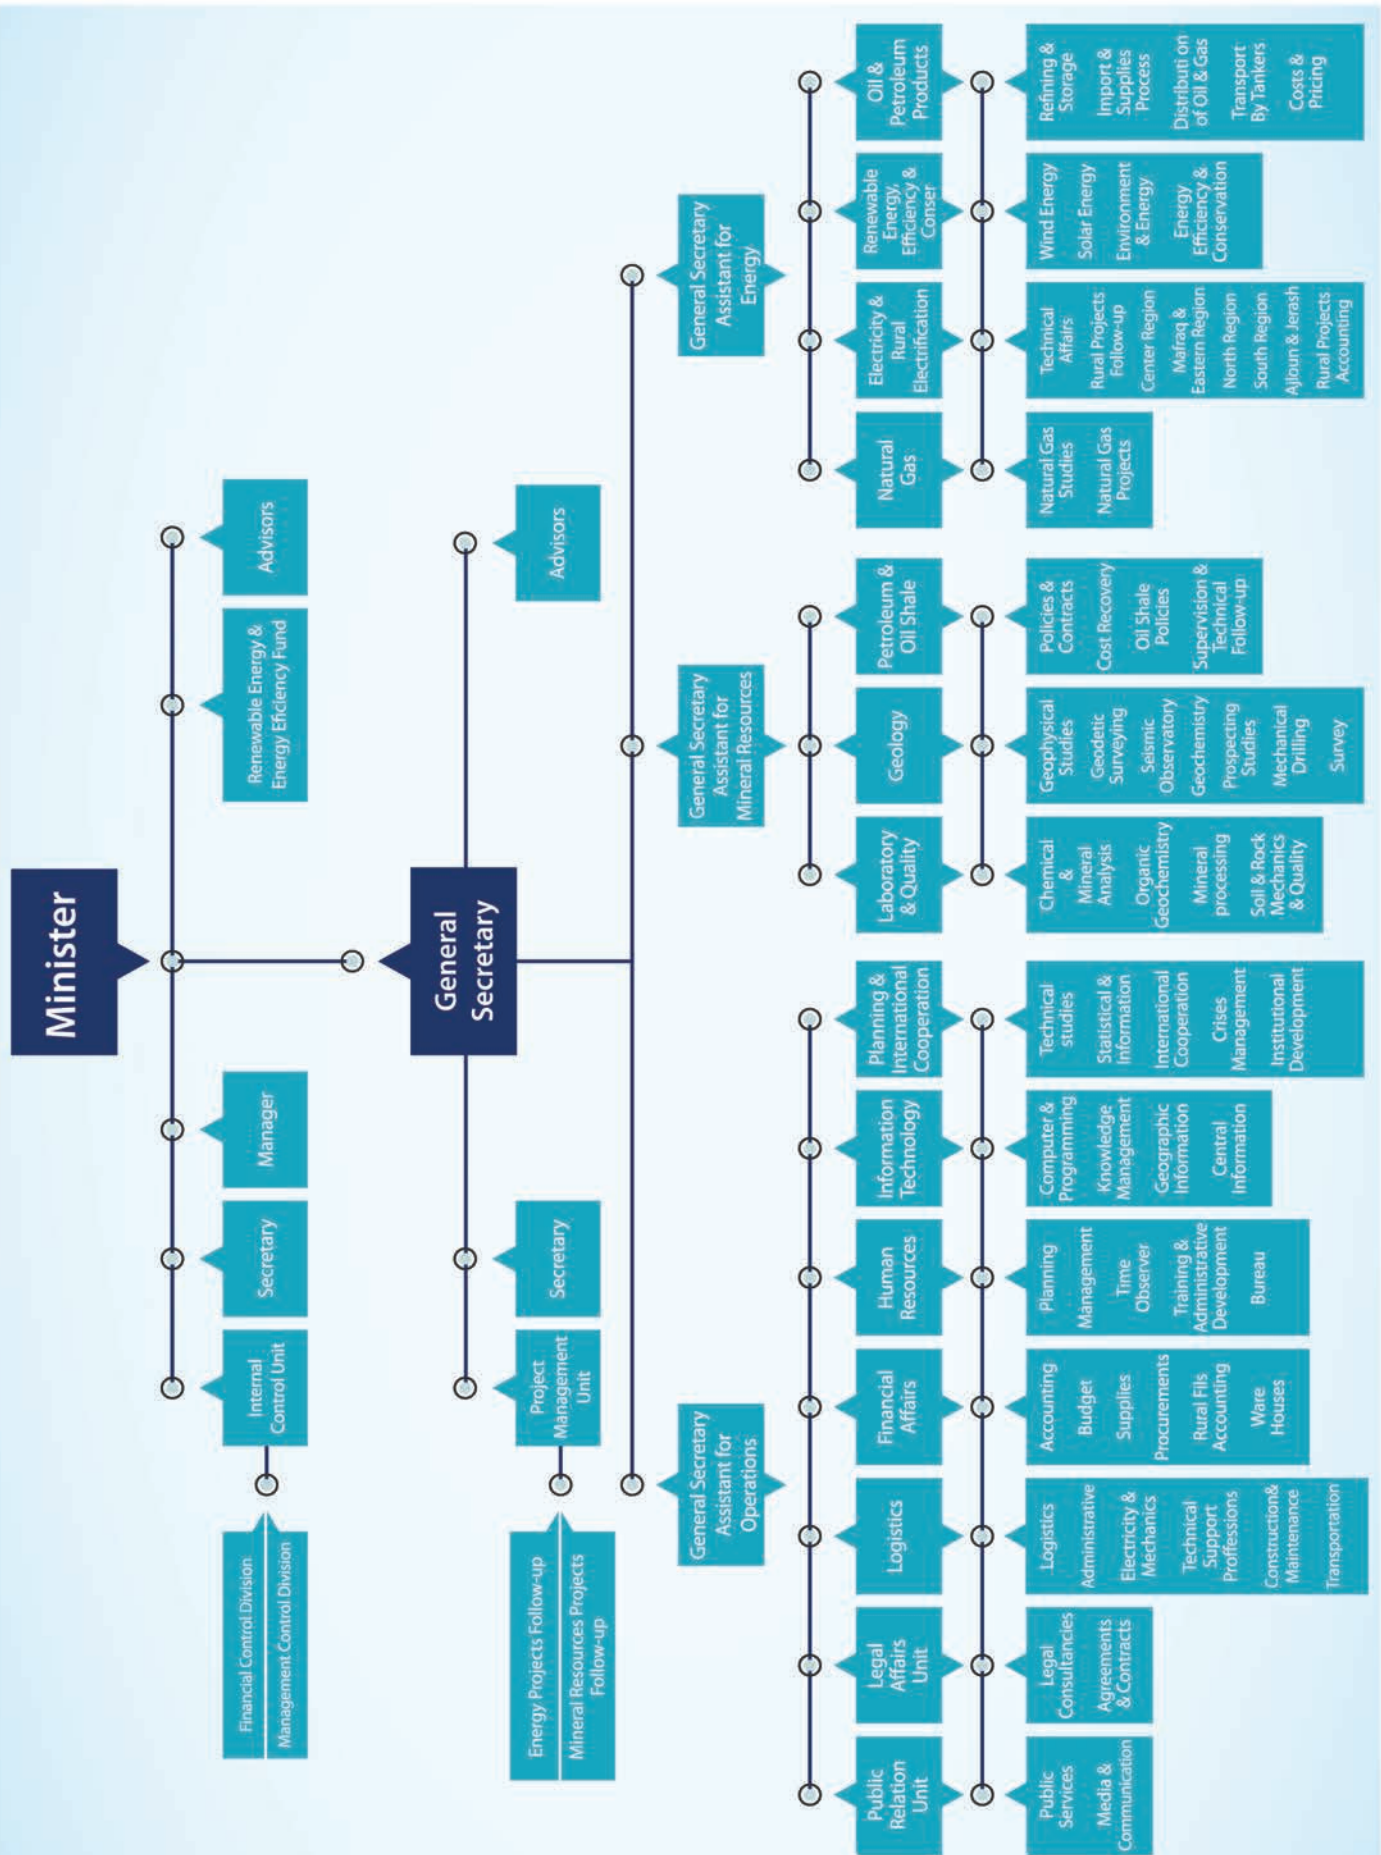 Minister
Internal
Control Unit
Secretary
Manager
Renewable Energy &
Energy Eficiency Fund
Advisors
Financial Control Division
Management Control Division
General
Secretary
Project
Management
Unit
Secretary
Advisors
Energy Projects Follow-up
Mineral Resources Projects
Follow-up
General Secretary
Assistant for
Operations
General Secretary
Assistant for
Mineral Resources
General Secretary
Assistant for
Energy
Public
Relation
Unit
Legal
Affairs
Unit
Logistics
Financial
Affairs
Human
Resources
Information
Technology
Planning &
International
Cooperation
Laboratory
& Quality
Geology
Petroleum &
Oil Shale
Natural
Gas
Electricity &
Rural
Electrification
Renewable
Energy,
Efficiency &
Conser
Oil &
Petroleum
Products
Public
Services
Media &
Communication
Legal
Consultancies
Agreements
& Contracts
Logistics
Administrative
Electricity &
Mechanics
Technical
Support
Proffessions
Construction&
Maintenance
Transportation
Accounting
Budget
Supplies
Procurements
Rural Fils
Accounting
Ware
Houses
Planning
Management
Time
Observer
Training &
Administrative
Development
Bureau
Computer &
Programming
Knowledge
Management
Geographic
Information
Central
Information
Technical
studies
Statistical &
Information
International
Cooperation
Crises
Management
Institutional
Development
Chemical
&
Mineral
Analysis
Organic
Geochemistry
Mineral
processing
Soil & Rock
Mechanics
& Quality
Geophysical
Studies
Geodetic
Surveying
Seismic
Observatory
Geochemistry
Prospecting
Studies
Mechanical
Drilling
Survey
Policies &
Contracts
Cost Recovery
Oil Shale
Policies
Supervision &
Technical
Follow-up
Natural Gas
Studies
Natural Gas
Projects
Technical
Affairs
Rural Projects
Follow-up
Center Region
Mafraq &
Eastern Region
North Region
South Region
Ajloun & Jerash
Rural Projects
Accounting
Wind Energy
Solar Energy
Environment
& Energy
Energy
Efficiency &
Conservation
Refining &
Storage
Import &
Supplies
Process
Distributi on
of Oil & Gas
Transport
By Tankers
Costs &
Pricing